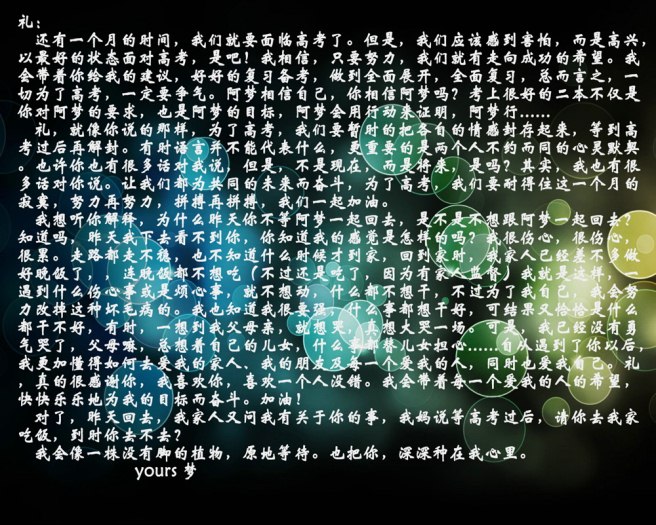 礼：
还有一个月的时间，我们就要面临高考了。但是，我们应该感到害怕，而是高兴，
以最好的状态面对高考，是吧！我相信，只要努力，我们就有走向成功的希望。我
会带着你给我的建议，好好的复习备考，做到全面展开，全面复习，总而言之，一
切为了高考，一定要争气。阿梦相信自己，你相信阿梦吗？考上很好的二本不仅是
你对阿梦的要求，也是阿梦的目标，阿梦会用行动来证明，阿梦行……
礼，就像你说的那样，为了高考，我们要暂时的把各自的情感封存起来，等到高
考过后再解封。有时语言并不能代表什么，更重要的是两个人不约而同的心灵默契
。也许你也有很多话对我说，但是，不是现在，而是将来，是吗？其实，我也有很
多话对你说。让我们都为共同的未来而奋斗，为了高考，我们要耐得住这一个月的
寂寞，努力再努力，拼搏再拼搏，我们一起加油。
我想听你解释，为什么昨天你不等阿梦一起回去，是不是不想跟阿梦一起回去？
知道吗，昨天我下去看不到你，你知道我的感觉是怎样的吗？我很伤心，很伤心，
很累。走路都走不稳，也不知道什么时候才到家，回到家时，我家人已经差不多做
好晚饭了，连晚饭都不想吃（不过还是吃了，因为有家人监督）我就是这样，一
遇到什么伤心事或是烦心事，就不想动，什么都不想干，不过为了我自己，我会努
力改掉这种坏毛病的。我也知道我很要强，什么事都想干好，可结果又恰恰是什么
都干不好，有时，一想到我父母亲，就想哭，真想大哭一场。可是，我已经没有勇
气哭了，父母嘛，总想着自己的儿女，什么事都替儿女担心……自从遇到了你以后，
我更加懂得如何去爱我的家人、我的朋友及每一个爱我的人，同时也爱我自己。礼
，真的很感谢你，我喜欢你，喜欢一个人没错。我会带着每一个爱我的人的希望，
快快乐乐地为我的目标而奋斗。加油！
对了，昨天回去，我家人又问我有关于你的事，我妈说等高考过后，请你去我家
吃饭，到时你去不去？
我会像一株没有脚的植物，原地等待。也把你，深深种在我心里。
yours 梦